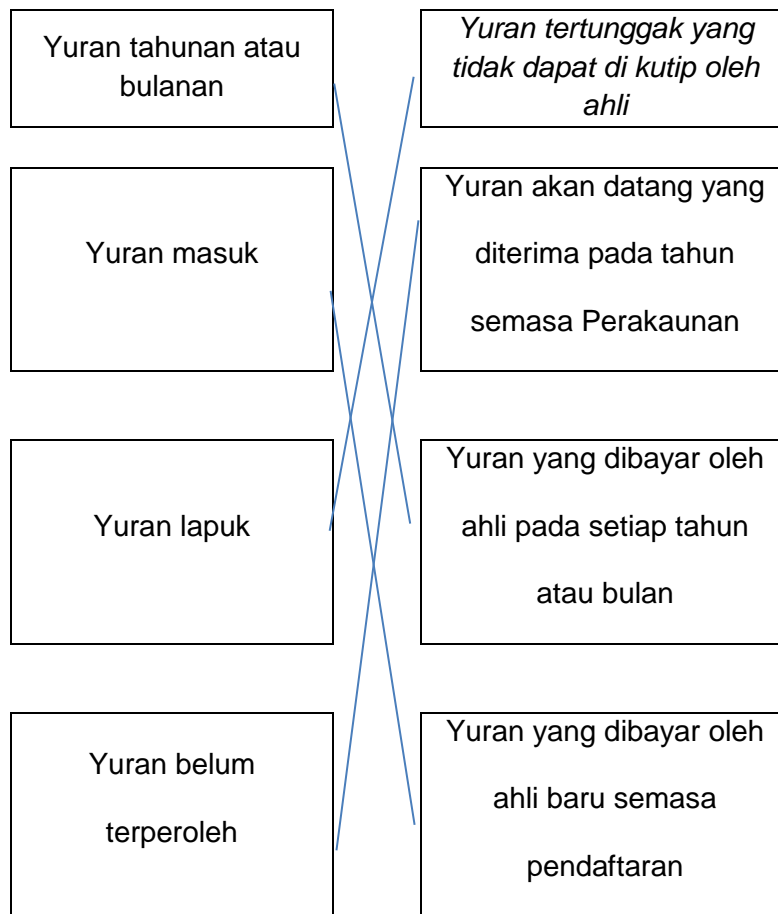 Yuran tahunan atau
bulanan
Yuran tertunggak yang
tidak dapat di kutip oleh
ahli
Yuran masuk
Yuran akan datang yang
diterima pada tahun
semasa Perakaunan
Yuran lapuk
Yuran yang dibayar oleh
ahli pada setiap tahun
atau bulan
Yuran belum
terperoleh
Yuran yang dibayar oleh
ahli baru semasa
pendaftaran